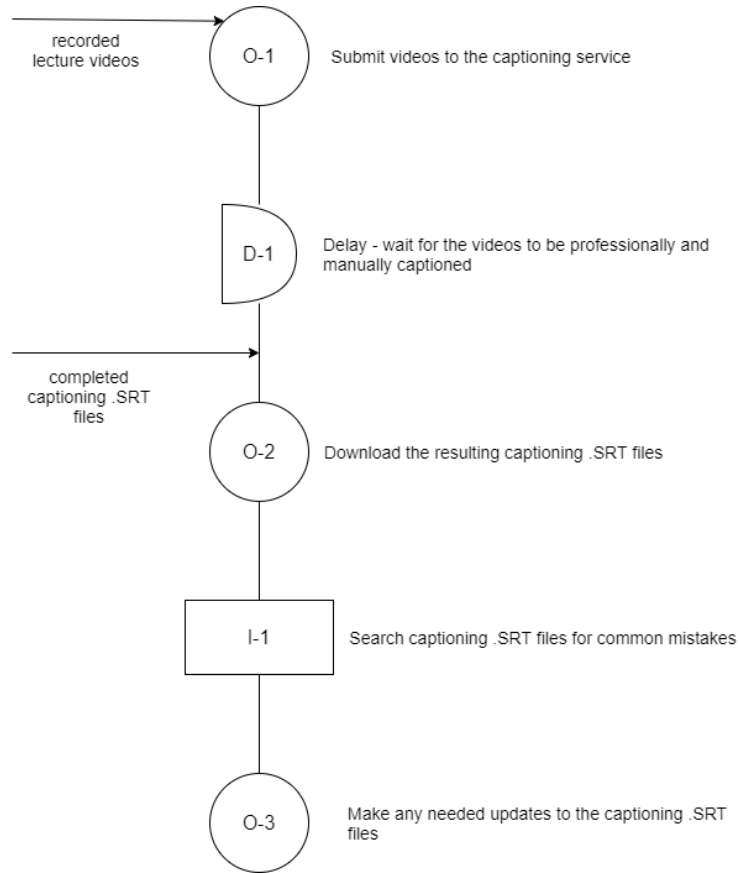 recorded
lecture videos
O-1
Submit videos to the captioning service
D-1
Delay - wait for the videos to be professionally and
manually captioned
completed
captioning .SRT
files
O-2
Download the resulting captioning .SRT files
I-1
Search captioning .SRT files for common mistakes
O-3
Make any needed updates to the captioning .SRT
files